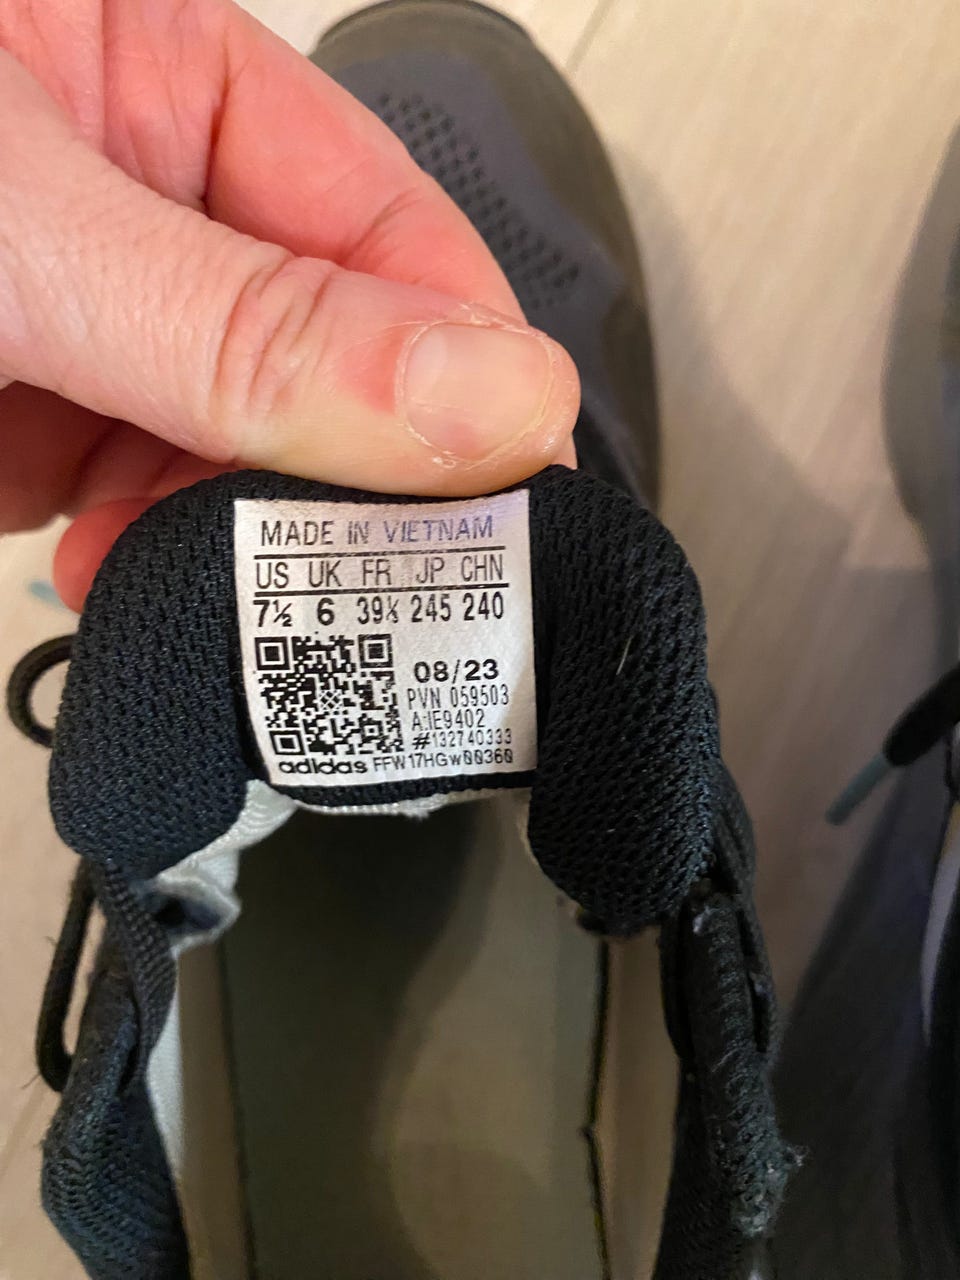 MADE IN VIETNAM
US UK FR JP CHN
7½ 6 39⅓ 245 240
08/23
PVN 059503
A:IE9402
#132740333
adidas FFW17HGW00360